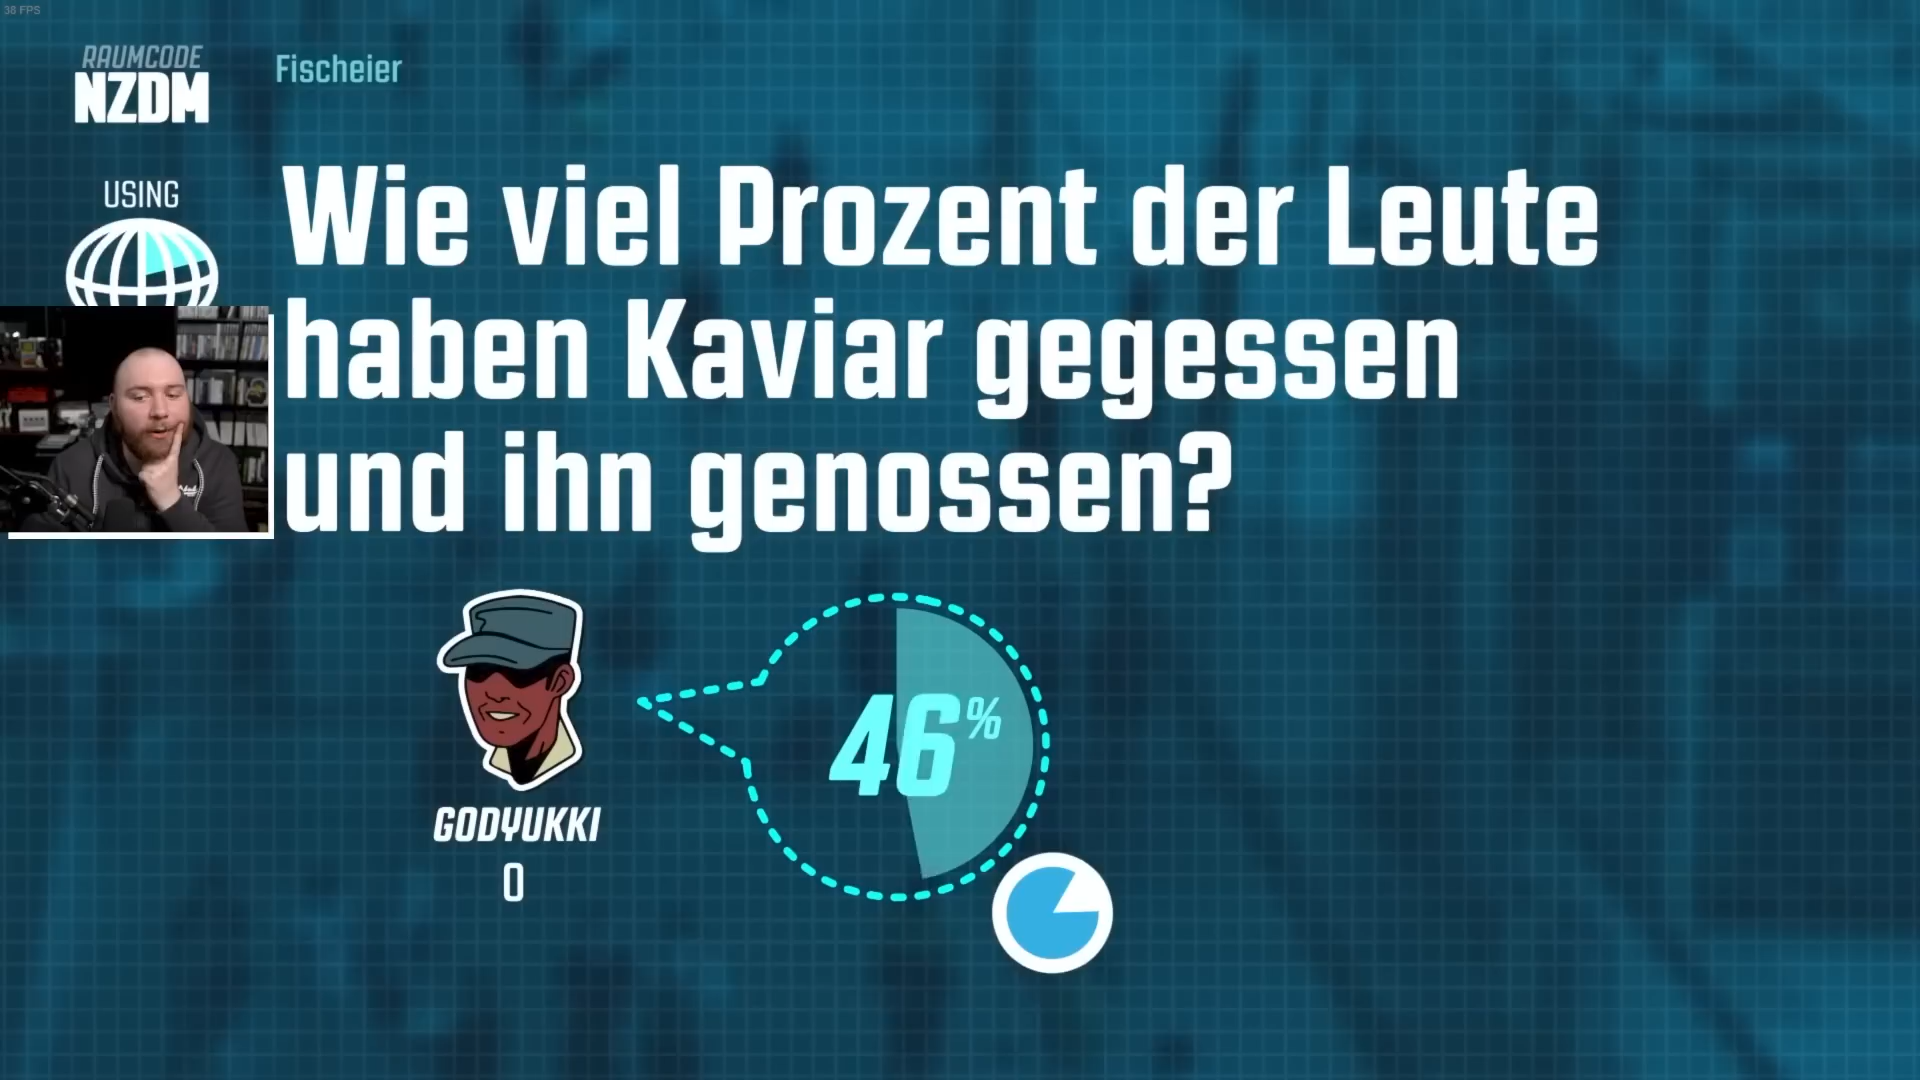 38 FPS
RAUMCODE
NZDM
Fischeier
USING
Wie viel Prozent der Leute
haben Kaviar gegessen
und ihn genossen?
46%
GODYUKKI
0